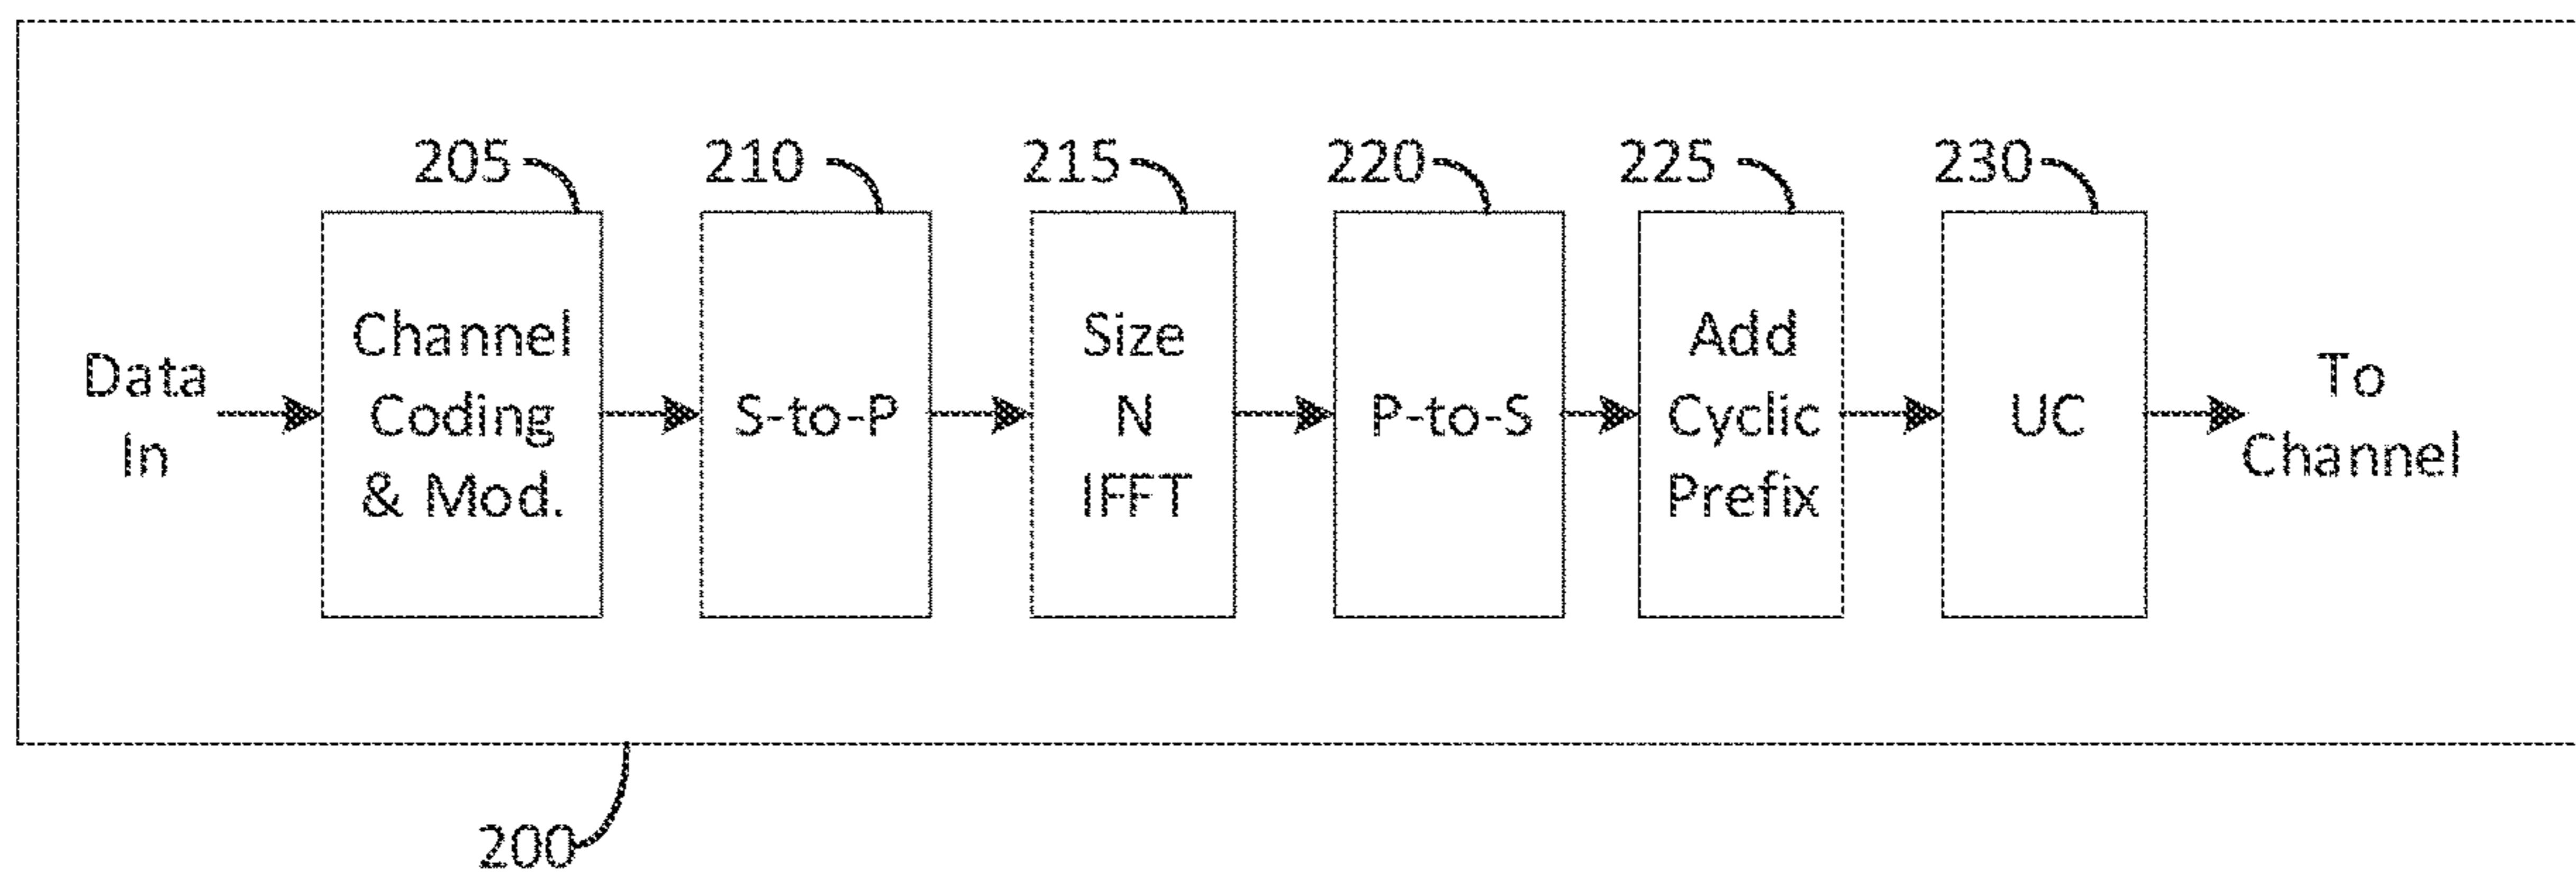 205
210
215
220
225
230
Data
In
Channel
Coding
& Mod.
S-to-P
Size
N
IFFT
P-to-S
Add
Cyclic
Prefix
UC
To
Channel
200